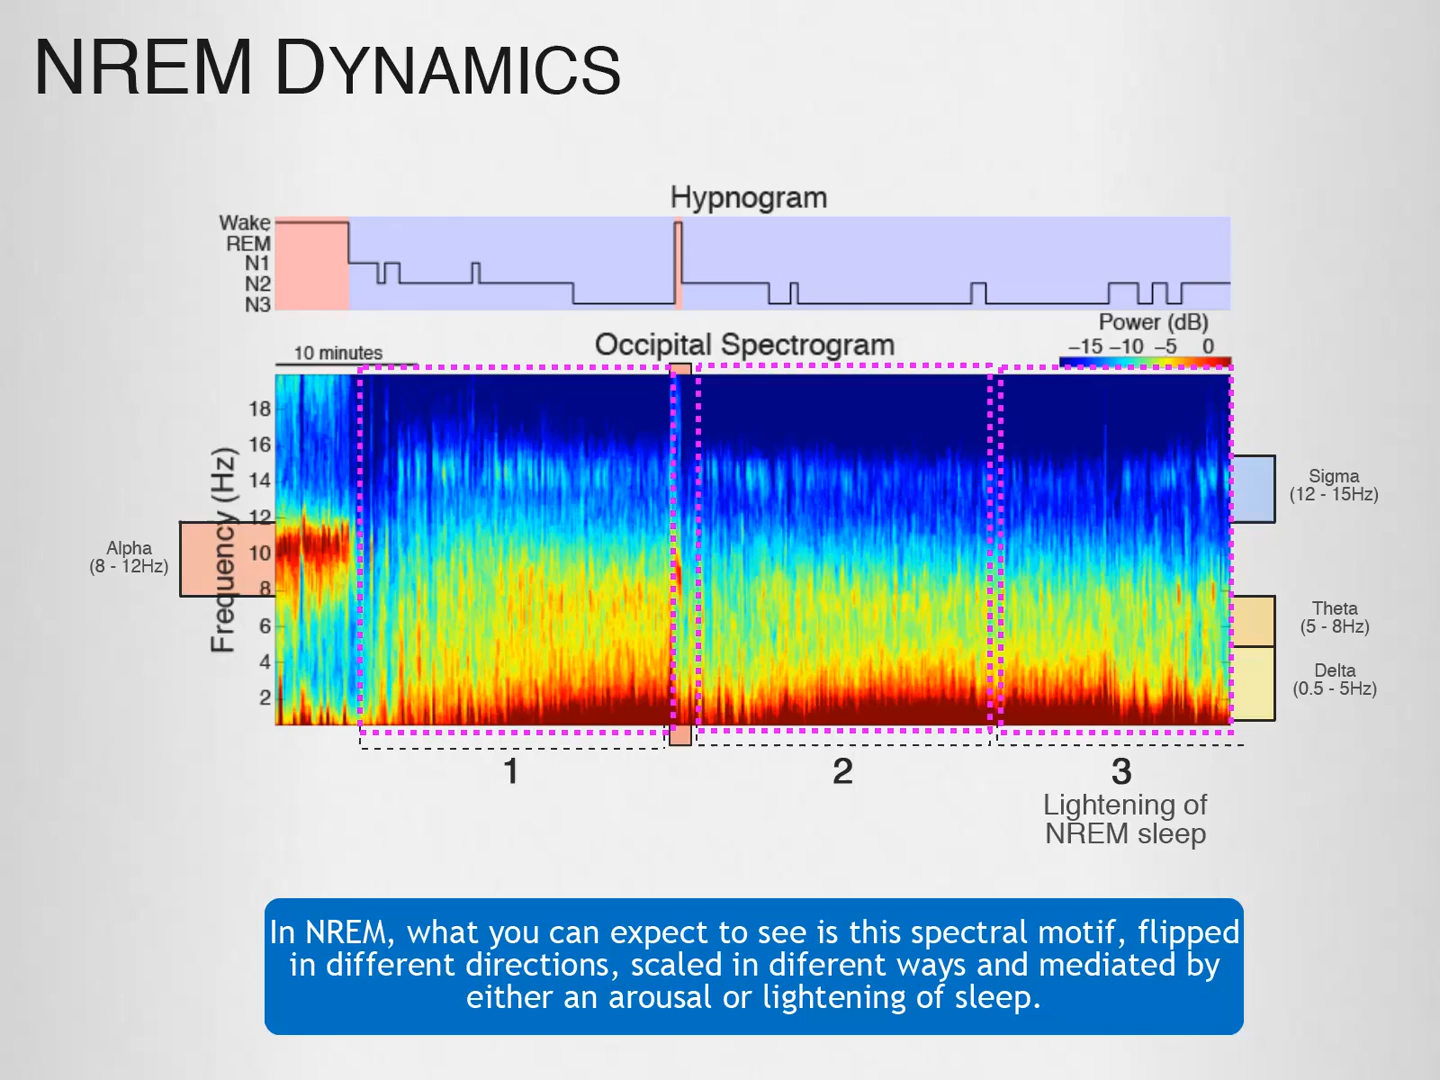 NREM DYNAMICS
Hypnogram
Wake
REM
N1
N2
N3
Power (dB)
−15 −10 −5 0
10 minutes
Occipital Spectrogram
Frequency (Hz)
18
16
14
12
10
8
6
4
2
Alpha
(8 - 12Hz)
Sigma
(12 - 15Hz)
Theta
(5 - 8Hz)
Delta
(0.5 - 5Hz)
1
2
3
Lightening of
NREM sleep
In NREM, what you can expect to see is this spectral motif, flipped
in different directions, scaled in diferent ways and mediated by
either an arousal or lightening of sleep.